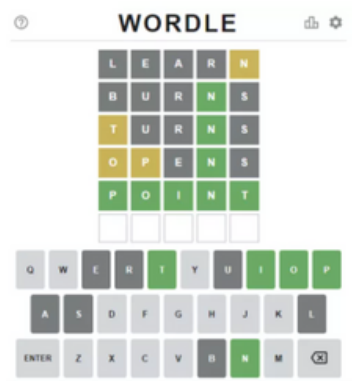 WORDLE
L E A R N
B U R N S
T U R N S
O P E N S
P O I N T
Q W E R T Y U I O P
A S D F G H J K L
ENTER Z X C V B N M